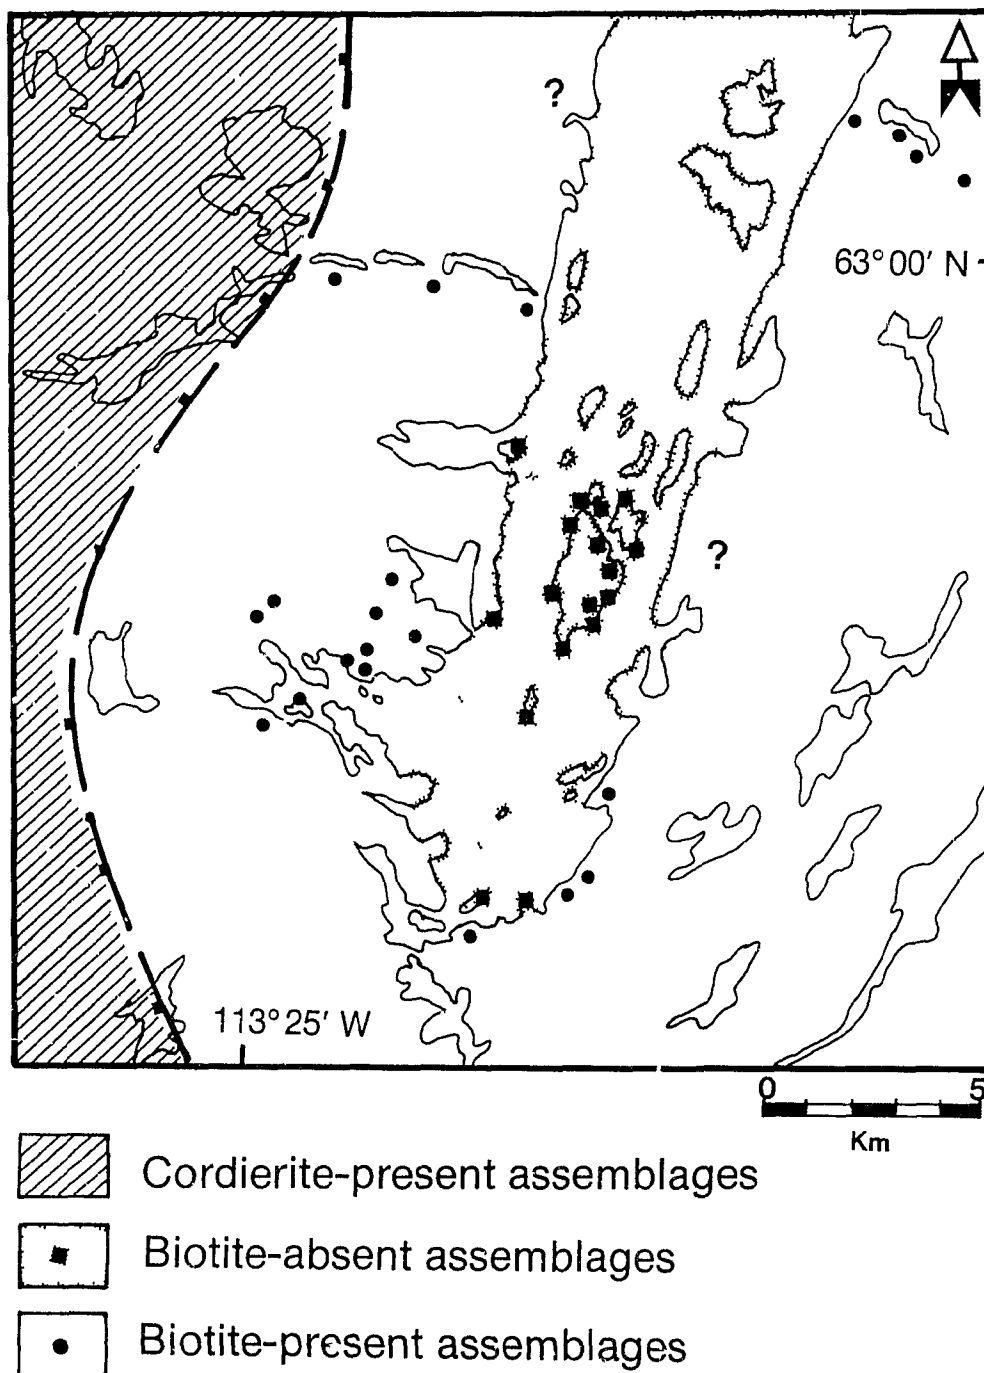 ?
63°00′ N
?
113°25′ W
0 5
Km
Cordierite-present assemblages
Biotite-absent assemblages
Biotite-present assemblages